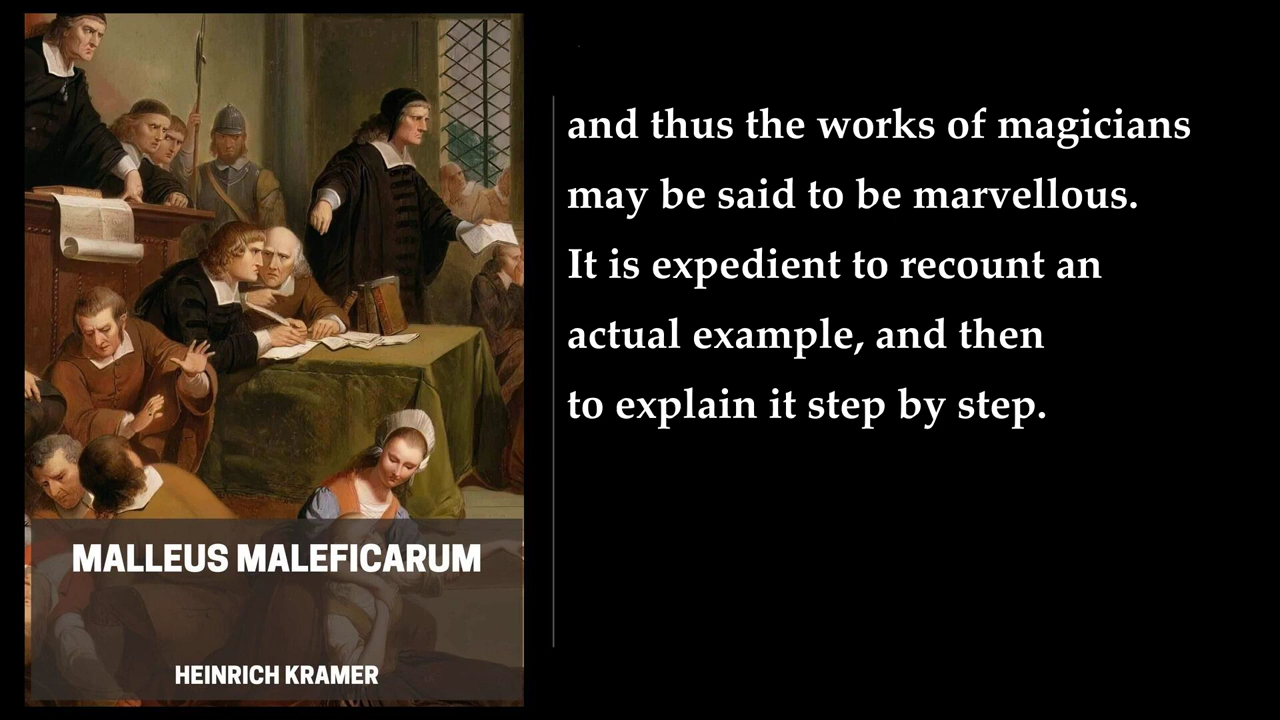 MALLEUS MALEFICARUM
HEINRICH KRAMER
and thus the works of magicians
may be said to be marvellous.
It is expedient to recount an
actual example, and then
to explain it step by step.